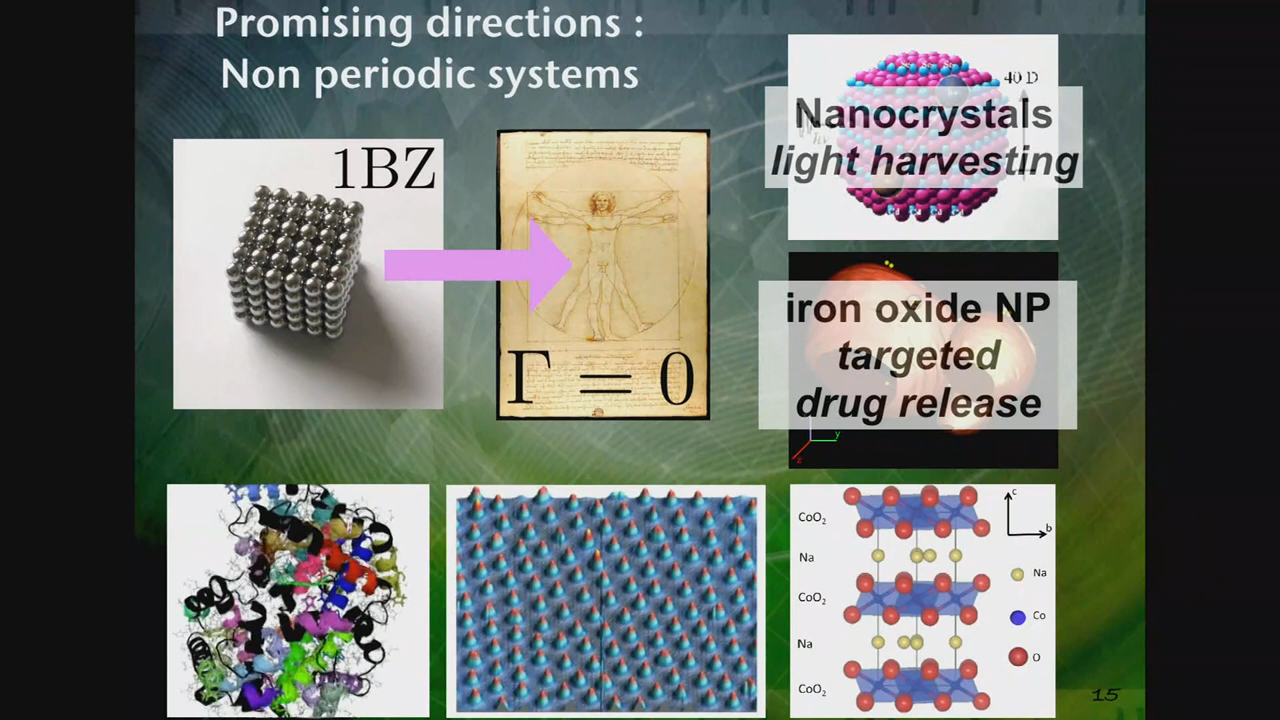 Promising directions :
Non periodic systems
1BZ
Γ = 0
40 D
Nanocrystals
light harvesting
iron oxide NP
targeted
drug release
y
z
CoO₂
Na
CoO₂
Na
CoO₂
c
b
Na
Co
O
15